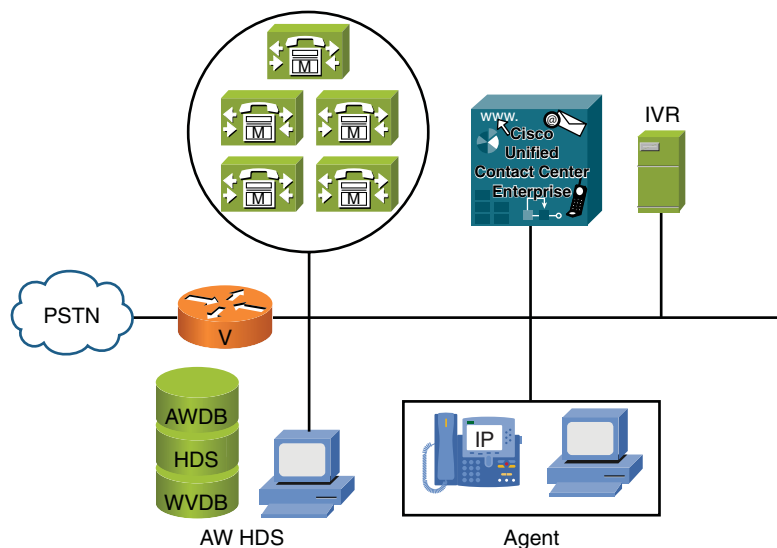 M
M
M
M
M
www.
@
Cisco
Unified
Contact Center
Enterprise
IVR
PSTN
V
AWDB
HDS
WVDB
IP
AW HDS
Agent